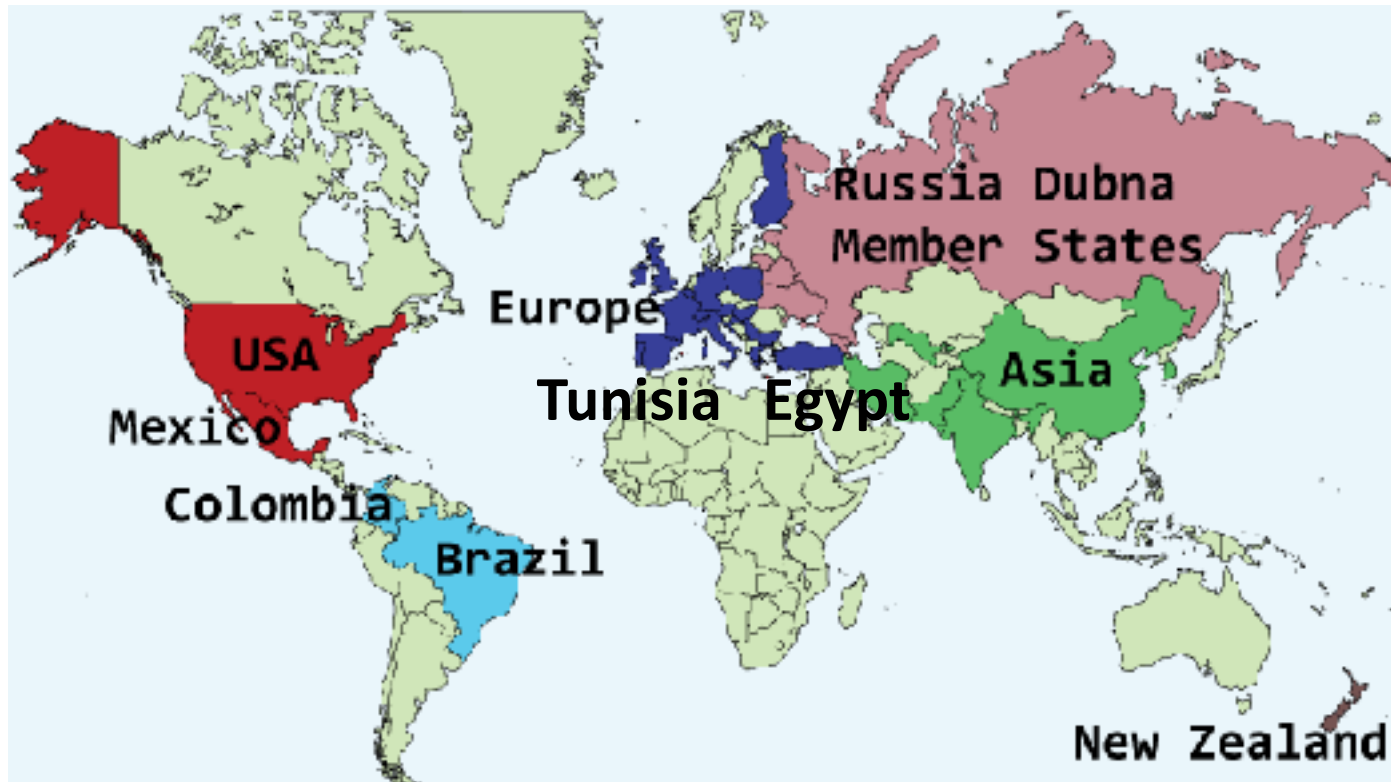 Russia Dubna
Member States
Europe
USA
Asia
Tunisia Egypt
Mexico
Colombia
Brazil
New Zealand